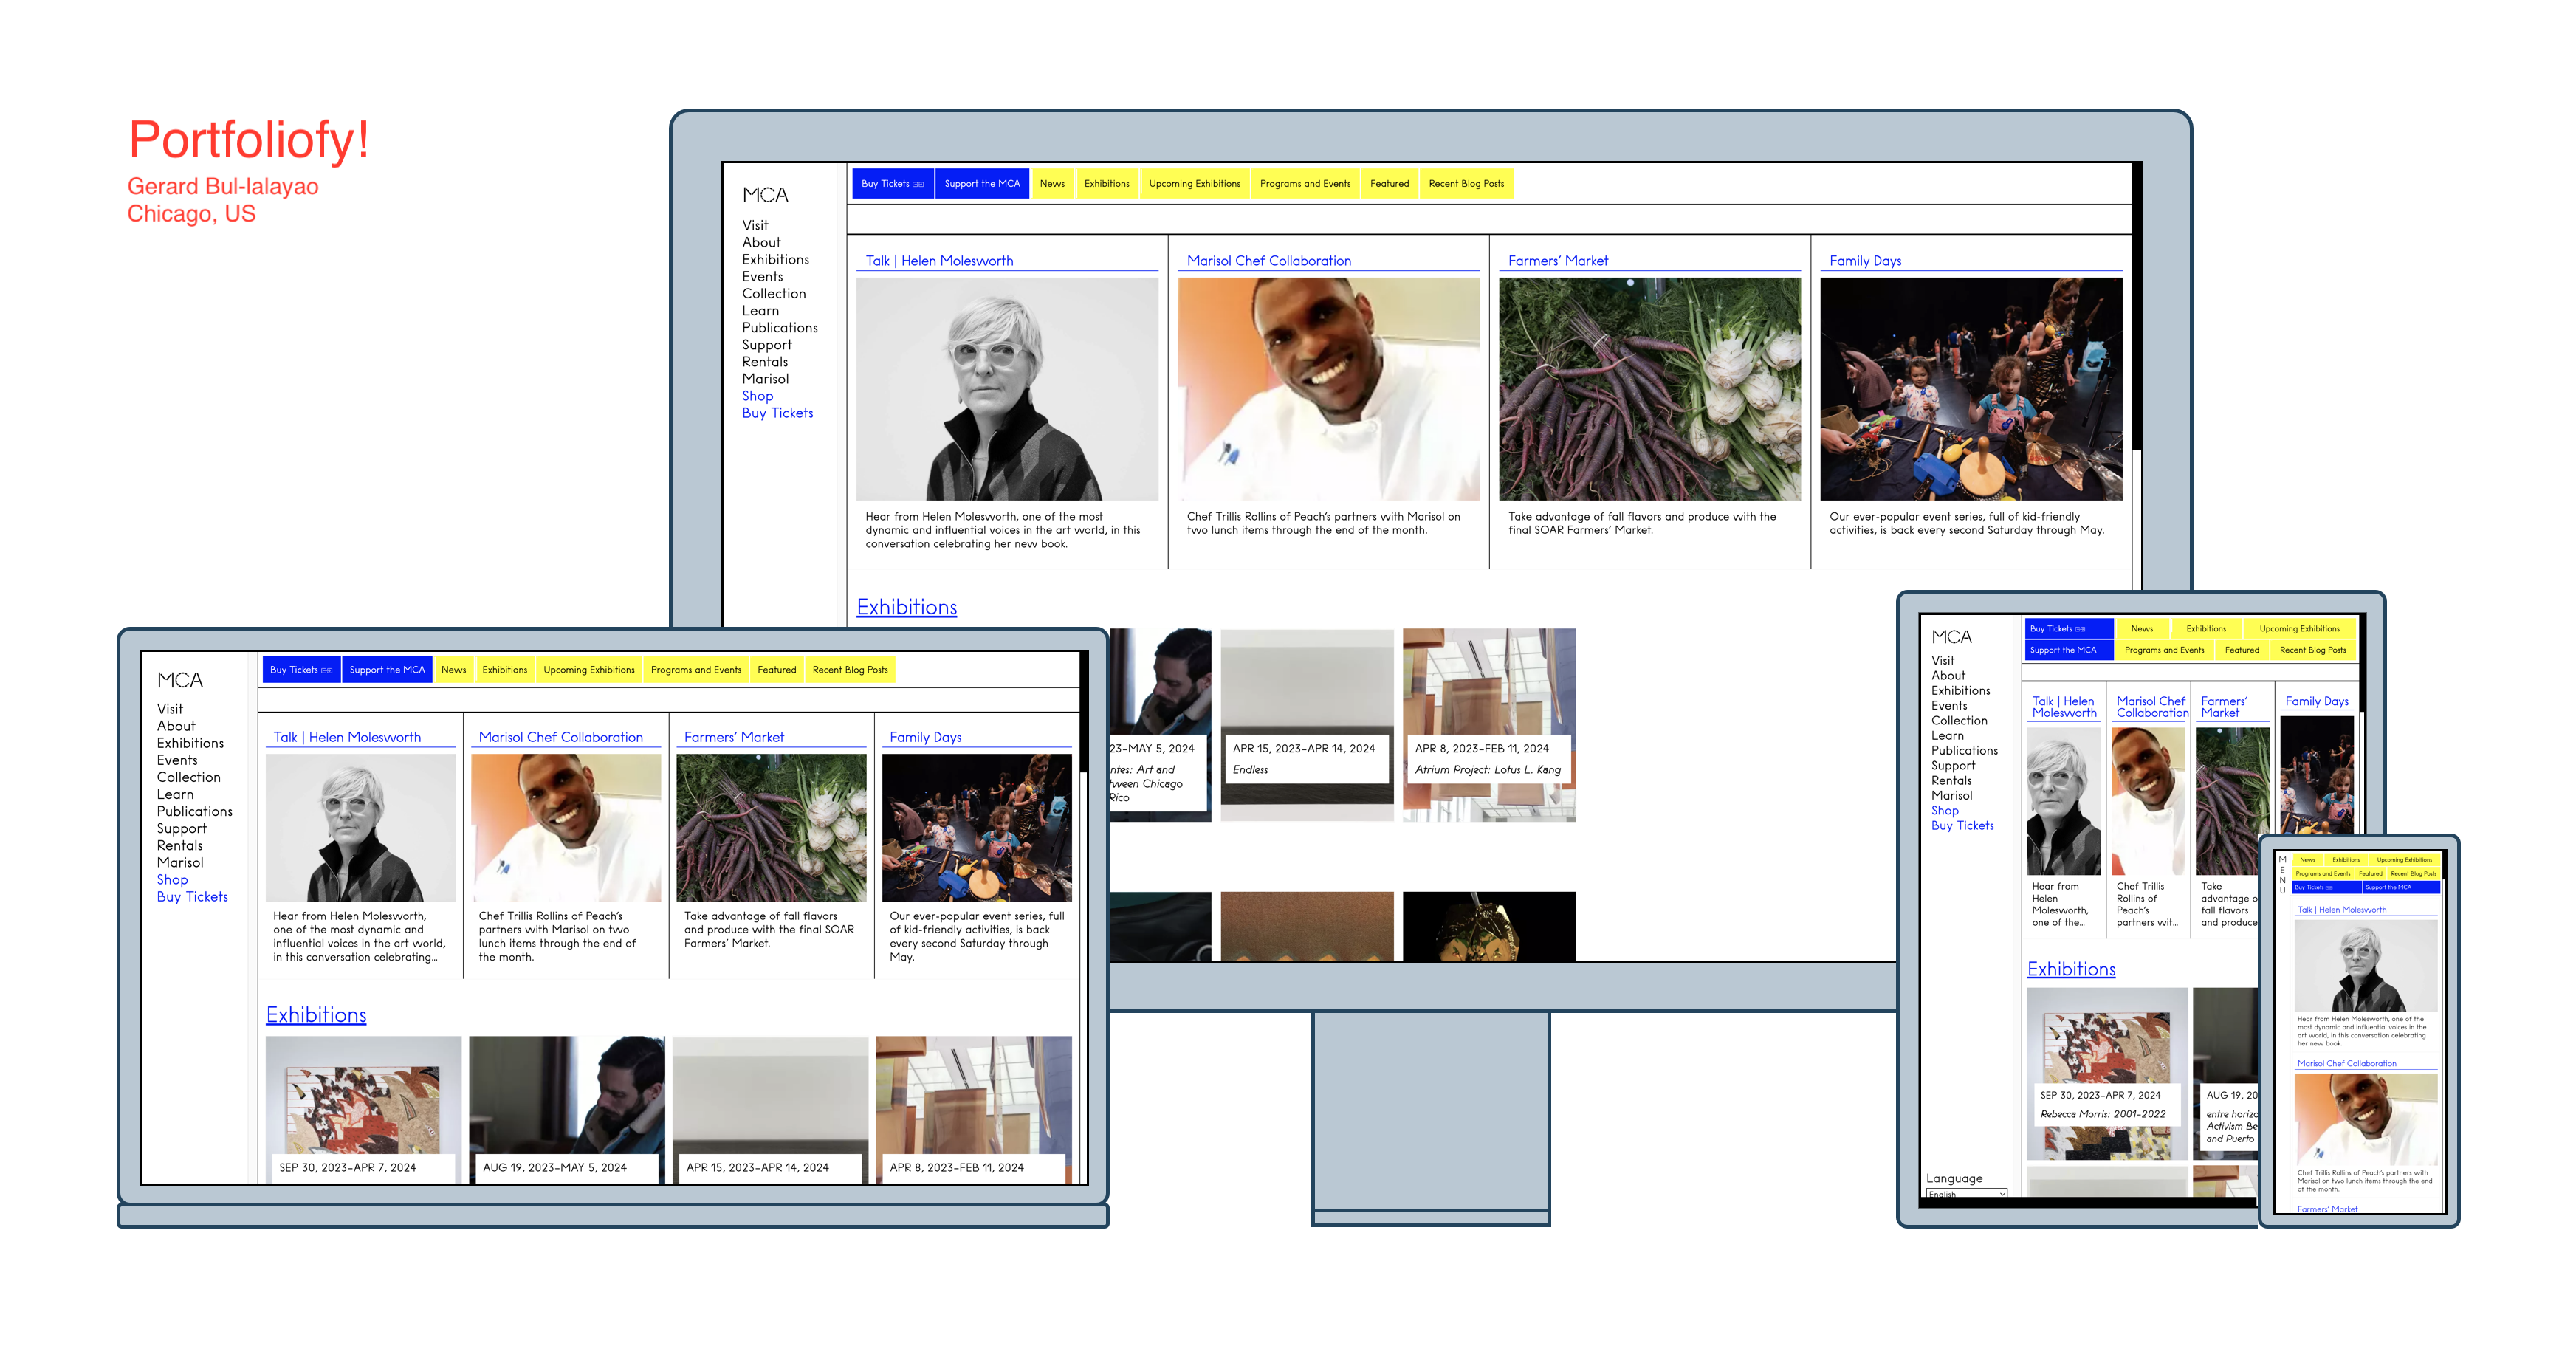 Portfoliofy!
Gerard Bul-lalayao
Chicago, US
MCA
Visit
About
Exhibitions
Events
Collection
Learn
Publications
Support
Rentals
Marisol
Shop
Buy Tickets
Buy Tickets
Support the MCA
News
Exhibitions
Upcoming Exhibitions
Programs and Events
Featured
Recent Blog Posts
Talk | Helen Molesworth
Hear from Helen Molesworth, one of the most
dynamic and influential voices in the art world, in this
conversation celebrating her new book.
Marisol Chef Collaboration
Chef Trillis Rollins of Peach's partners with Marisol on
two lunch items through the end of the month.
Farmers' Market
Take advantage of fall flavors and produce with the
final SOAR Farmers' Market.
Family Days
Our ever-popular event series, full of kid-friendly
activities, is back every second Saturday through May.
Exhibitions
23–MAY 5, 2024
ntes: Art and
tween Chicago
Rico
APR 15, 2023–APR 14, 2024
Endless
APR 8, 2023–FEB 11, 2024
Atrium Project: Lotus L. Kang
MCA
Visit
About
Exhibitions
Events
Collection
Learn
Publications
Support
Rentals
Marisol
Shop
Buy Tickets
Buy Tickets
Support the MCA
News
Exhibitions
Upcoming Exhibitions
Programs and Events
Featured
Recent Blog Posts
Talk | Helen Molesworth
Hear from Helen Molesworth,
one of the most dynamic and
influential voices in the art world,
in this conversation celebrating...
Marisol Chef Collaboration
Chef Trillis Rollins of Peach's
partners with Marisol on two
lunch items through the end of
the month.
Farmers' Market
Take advantage of fall flavors
and produce with the final SOAR
Farmers' Market.
Family Days
Our ever-popular event series, full
of kid-friendly activities, is back
every second Saturday through
May.
Exhibitions
SEP 30, 2023–APR 7, 2024
AUG 19, 2023–MAY 5, 2024
APR 15, 2023–APR 14, 2024
APR 8, 2023–FEB 11, 2024
MCA
Visit
About
Exhibitions
Events
Collection
Learn
Publications
Support
Rentals
Marisol
Shop
Buy Tickets
Language
English
Buy Tickets
News
Exhibitions
Upcoming Exhibitions
Support the MCA
Programs and Events
Featured
Recent Blog Posts
Talk | Helen
Molesworth
Hear from
Helen
Molesworth,
one of the...
Marisol Chef
Collaboration
Chef Trillis
Rollins of
Peach's
partners wit...
Farmers'
Market
Take
advantage o
fall flavors
and produce
Family Days
Exhibitions
SEP 30, 2023–APR 7, 2024
Rebecca Morris: 2001–2022
AUG 19, 20
entre horizo
Activism Be
and Puerto
MENU
News
Exhibitions
Upcoming Exhibitions
Programs and Events
Featured
Recent Blog Posts
Buy Tickets
Support the MCA
Talk | Helen Molesworth
Hear from Helen Molesworth, one of the
most dynamic and influential voices in the
art world, in this conversation celebrating
her new book.
Marisol Chef Collaboration
Chef Trillis Rollins of Peach's partners with
Marisol on two lunch items through the end
of the month.
Farmers' Market